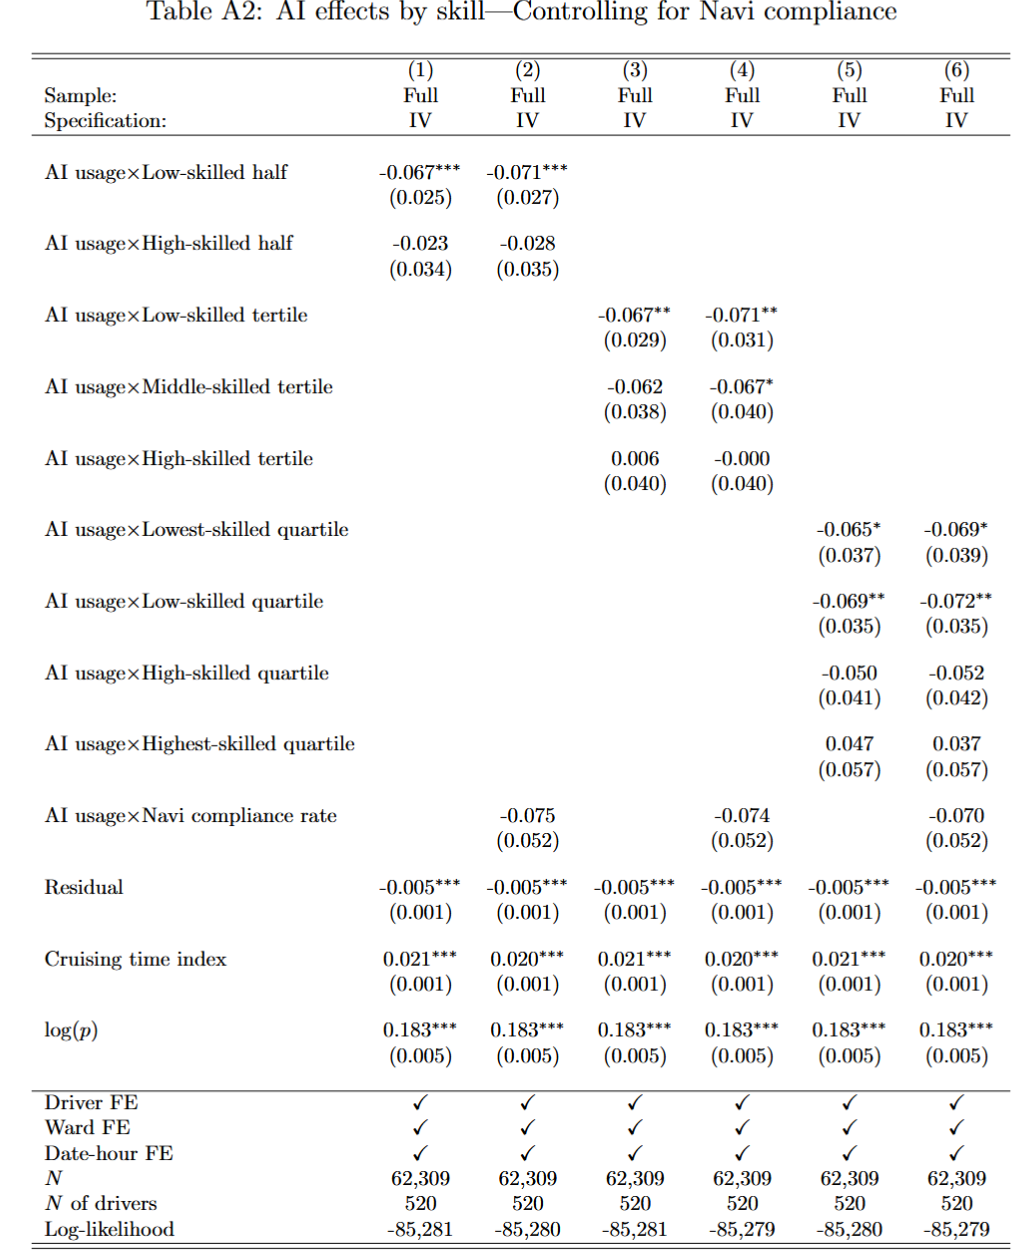 Table A2: AI effects by skill—Controlling for Navi compliance
(1) (2) (3) (4) (5) (6)
Sample: Full Full Full Full Full Full
Specification: IV IV IV IV IV IV
AI usage×Low-skilled half -0.067*** -0.071***
(0.025) (0.027)
AI usage×High-skilled half -0.023 -0.028
(0.034) (0.035)
AI usage×Low-skilled tertile -0.067** -0.071**
(0.029) (0.031)
AI usage×Middle-skilled tertile -0.062 -0.067*
(0.038) (0.040)
AI usage×High-skilled tertile 0.006 -0.000
(0.040) (0.040)
AI usage×Lowest-skilled quartile -0.065* -0.069*
(0.037) (0.039)
AI usage×Low-skilled quartile -0.069** -0.072**
(0.035) (0.035)
AI usage×High-skilled quartile -0.050 -0.052
(0.041) (0.042)
AI usage×Highest-skilled quartile 0.047 0.037
(0.057) (0.057)
AI usage×Navi compliance rate -0.075 -0.074 -0.070
(0.052) (0.052) (0.052)
Residual -0.005*** -0.005*** -0.005*** -0.005*** -0.005*** -0.005***
(0.001) (0.001) (0.001) (0.001) (0.001) (0.001)
Cruising time index 0.021*** 0.020*** 0.021*** 0.020*** 0.021*** 0.020***
(0.001) (0.001) (0.001) (0.001) (0.001) (0.001)
log(p) 0.183*** 0.183*** 0.183*** 0.183*** 0.183*** 0.183***
(0.005) (0.005) (0.005) (0.005) (0.005) (0.005)
Driver FE ✓ ✓ ✓ ✓ ✓ ✓
Ward FE ✓ ✓ ✓ ✓ ✓ ✓
Date-hour FE ✓ ✓ ✓ ✓ ✓ ✓
N 62,309 62,309 62,309 62,309 62,309 62,309
N of drivers 520 520 520 520 520 520
Log-likelihood -85,281 -85,280 -85,281 -85,279 -85,280 -85,279